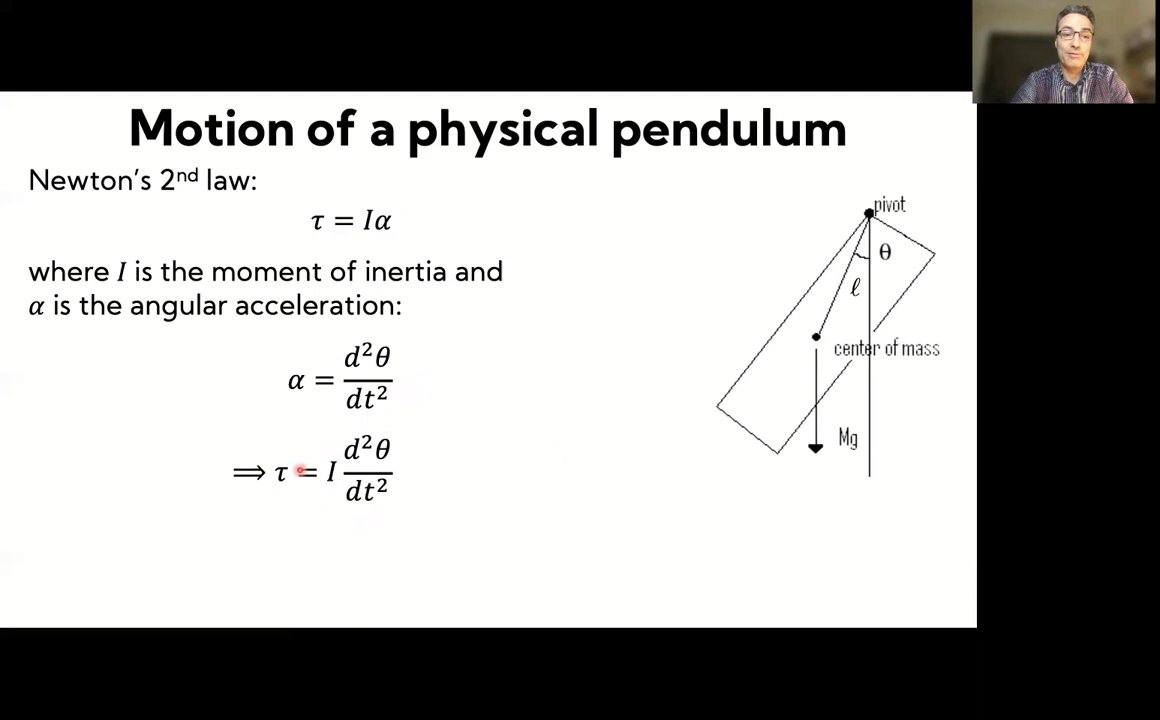 Motion of a physical pendulum
Newton's 2ⁿᵈ law:
τ = Iα
where I is the moment of inertia and
α is the angular acceleration:
α = d²θ/dt²
⟹ τ = I d²θ/dt²
pivot
θ
ℓ
center of mass
Mg